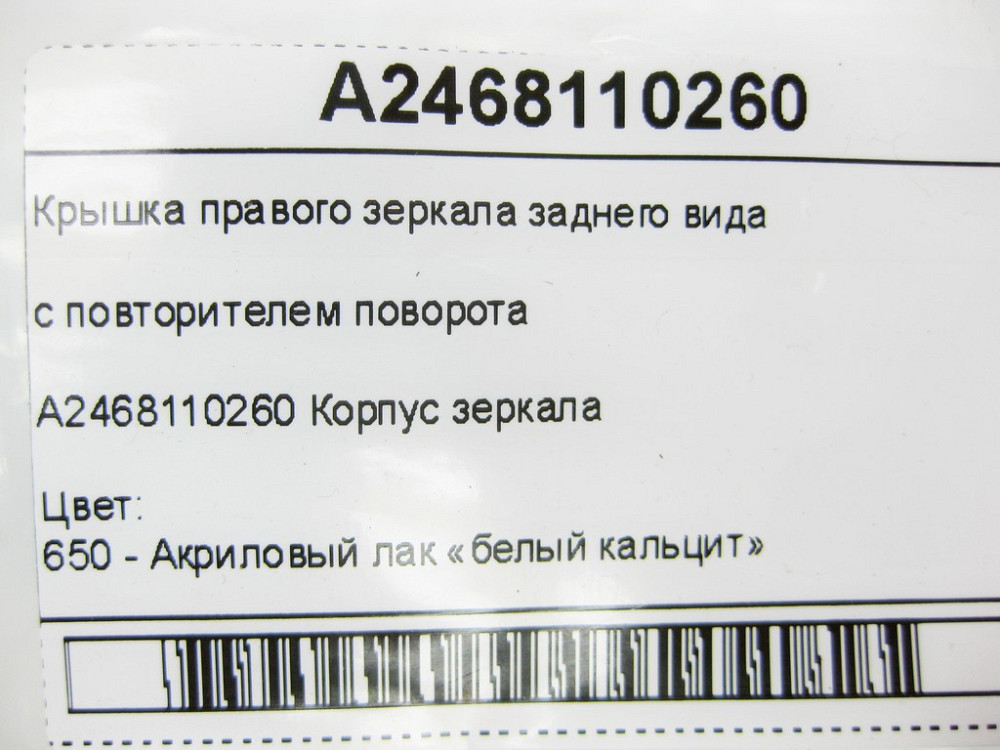 A2468110260
Крышка правого зеркала заднего вида
с повторителем поворота
A2468110260 Корпус зеркала
Цвет:
650 - Акриловый лак «белый кальцит»